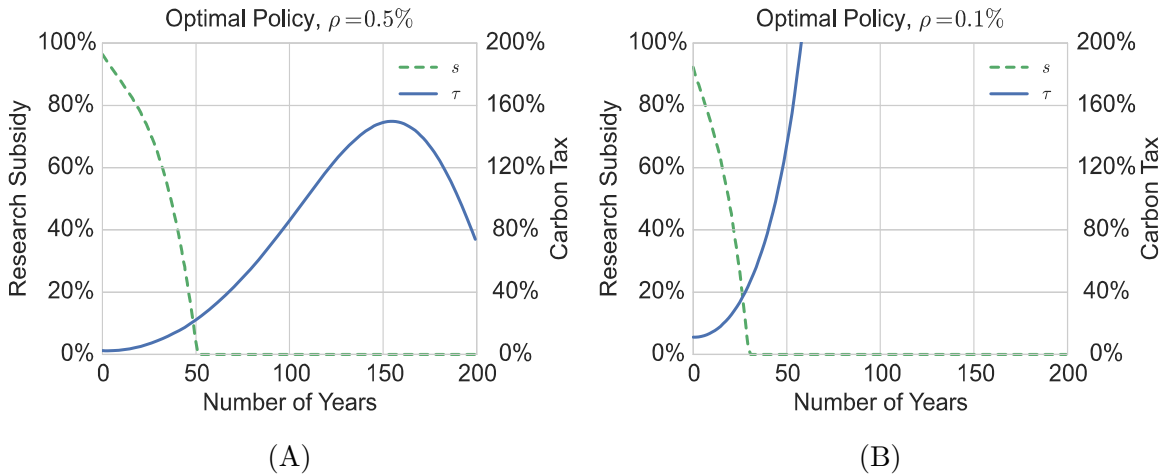 Optimal Policy, ρ=0.5%
100%
80%
60%
40%
20%
0%
Research Subsidy
200%
160%
120%
80%
40%
0%
Carbon Tax
s
τ
0 50 100 150 200
Number of Years
(A)
Optimal Policy, ρ=0.1%
100%
80%
60%
40%
20%
0%
Research Subsidy
200%
160%
120%
80%
40%
0%
Carbon Tax
s
τ
0 50 100 150 200
Number of Years
(B)